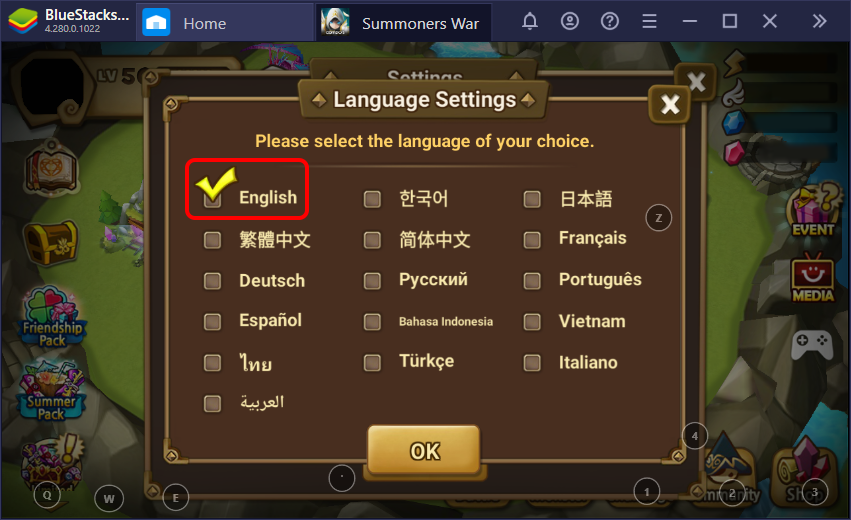 BlueStacks...
4.280.0.1022
Home
Summoners War
LV 50
Settings
Language Settings
Please select the language of your choice.
English 한국어 日本語
繁體中文 简体中文 Français
Deutsch Русский Português
Español Bahasa Indonesia Vietnam
ไทย Türkçe Italiano
العربية
OK
EVENT
MEDIA
Friendship
Pack
Summer
Pack
Z
4
Q
W
E
1
2
3
Shop